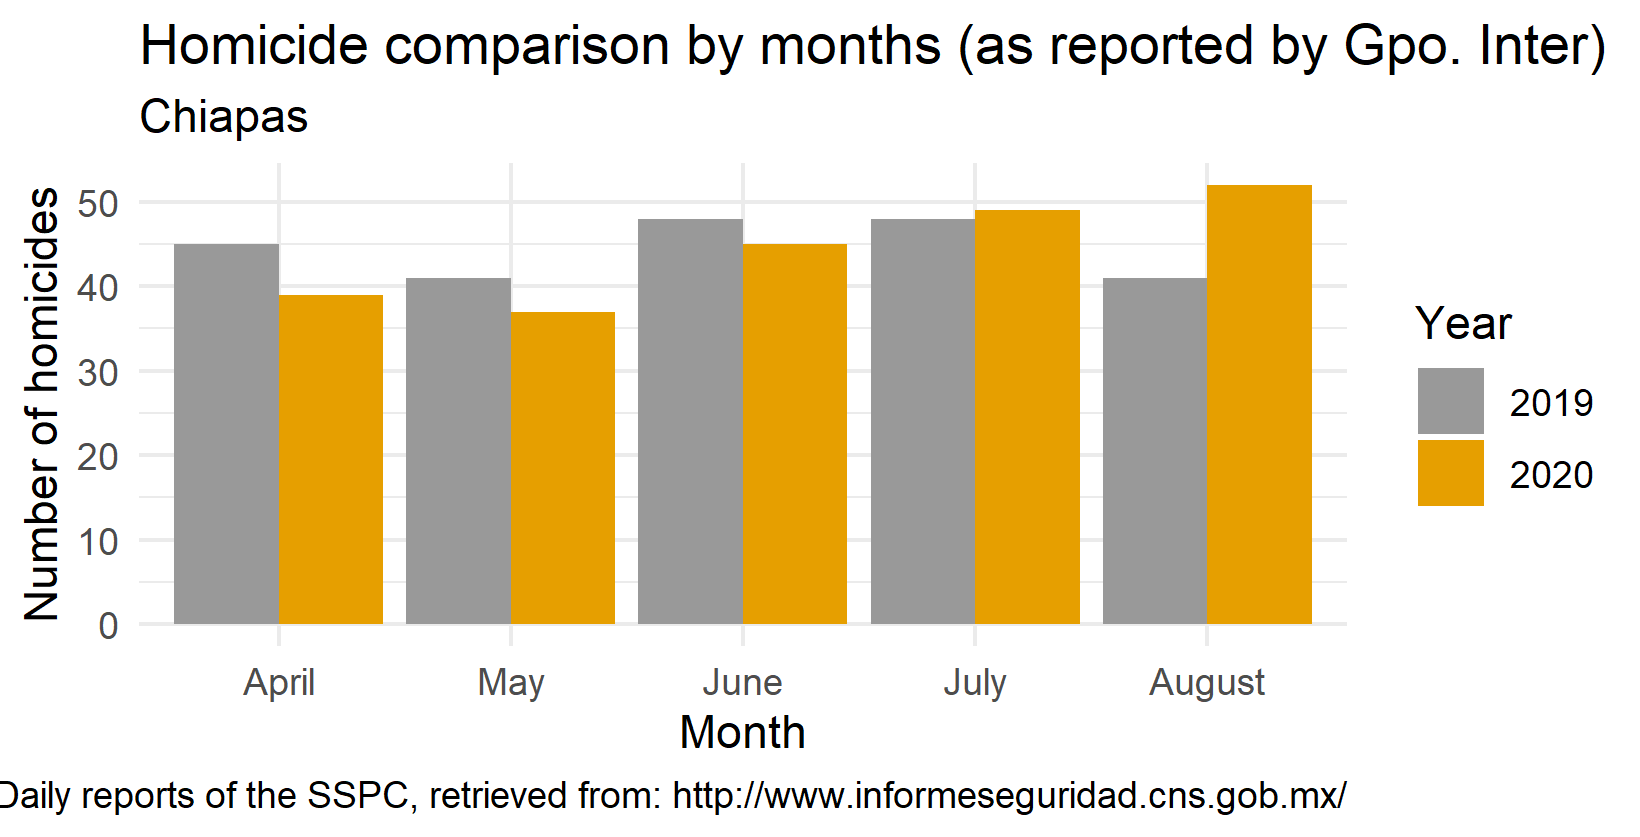 Homicide comparison by months (as reported by Gpo. Inter)
Chiapas
Number of homicides
50
40
30
20
10
0
April May June July August
Month
Year
2019
2020
Daily reports of the SSPC, retrieved from: http://www.informeseguridad.cns.gob.mx/